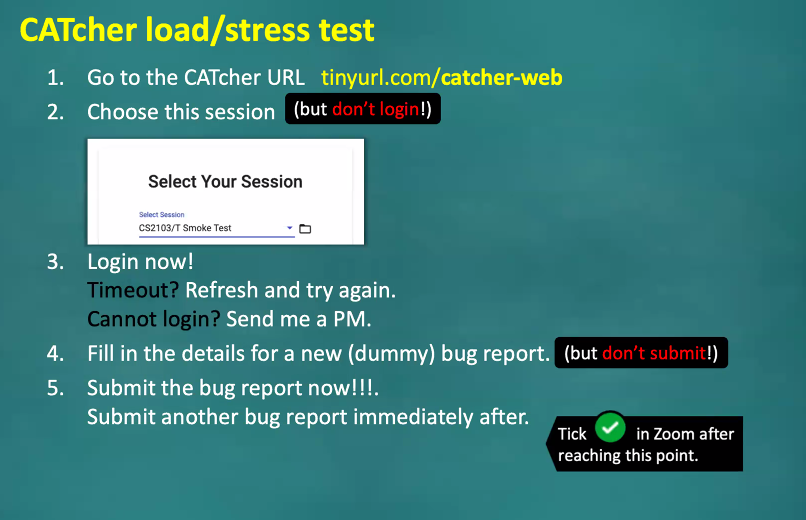 CATcher load/stress test
1. Go to the CATcher URL tinyurl.com/catcher-web
2. Choose this session (but don't login!)
Select Your Session
Select Session
CS2103/T Smoke Test
3. Login now!
Timeout? Refresh and try again.
Cannot login? Send me a PM.
4. Fill in the details for a new (dummy) bug report. (but don't submit!)
5. Submit the bug report now!!!.
Submit another bug report immediately after.
Tick in Zoom after
reaching this point.